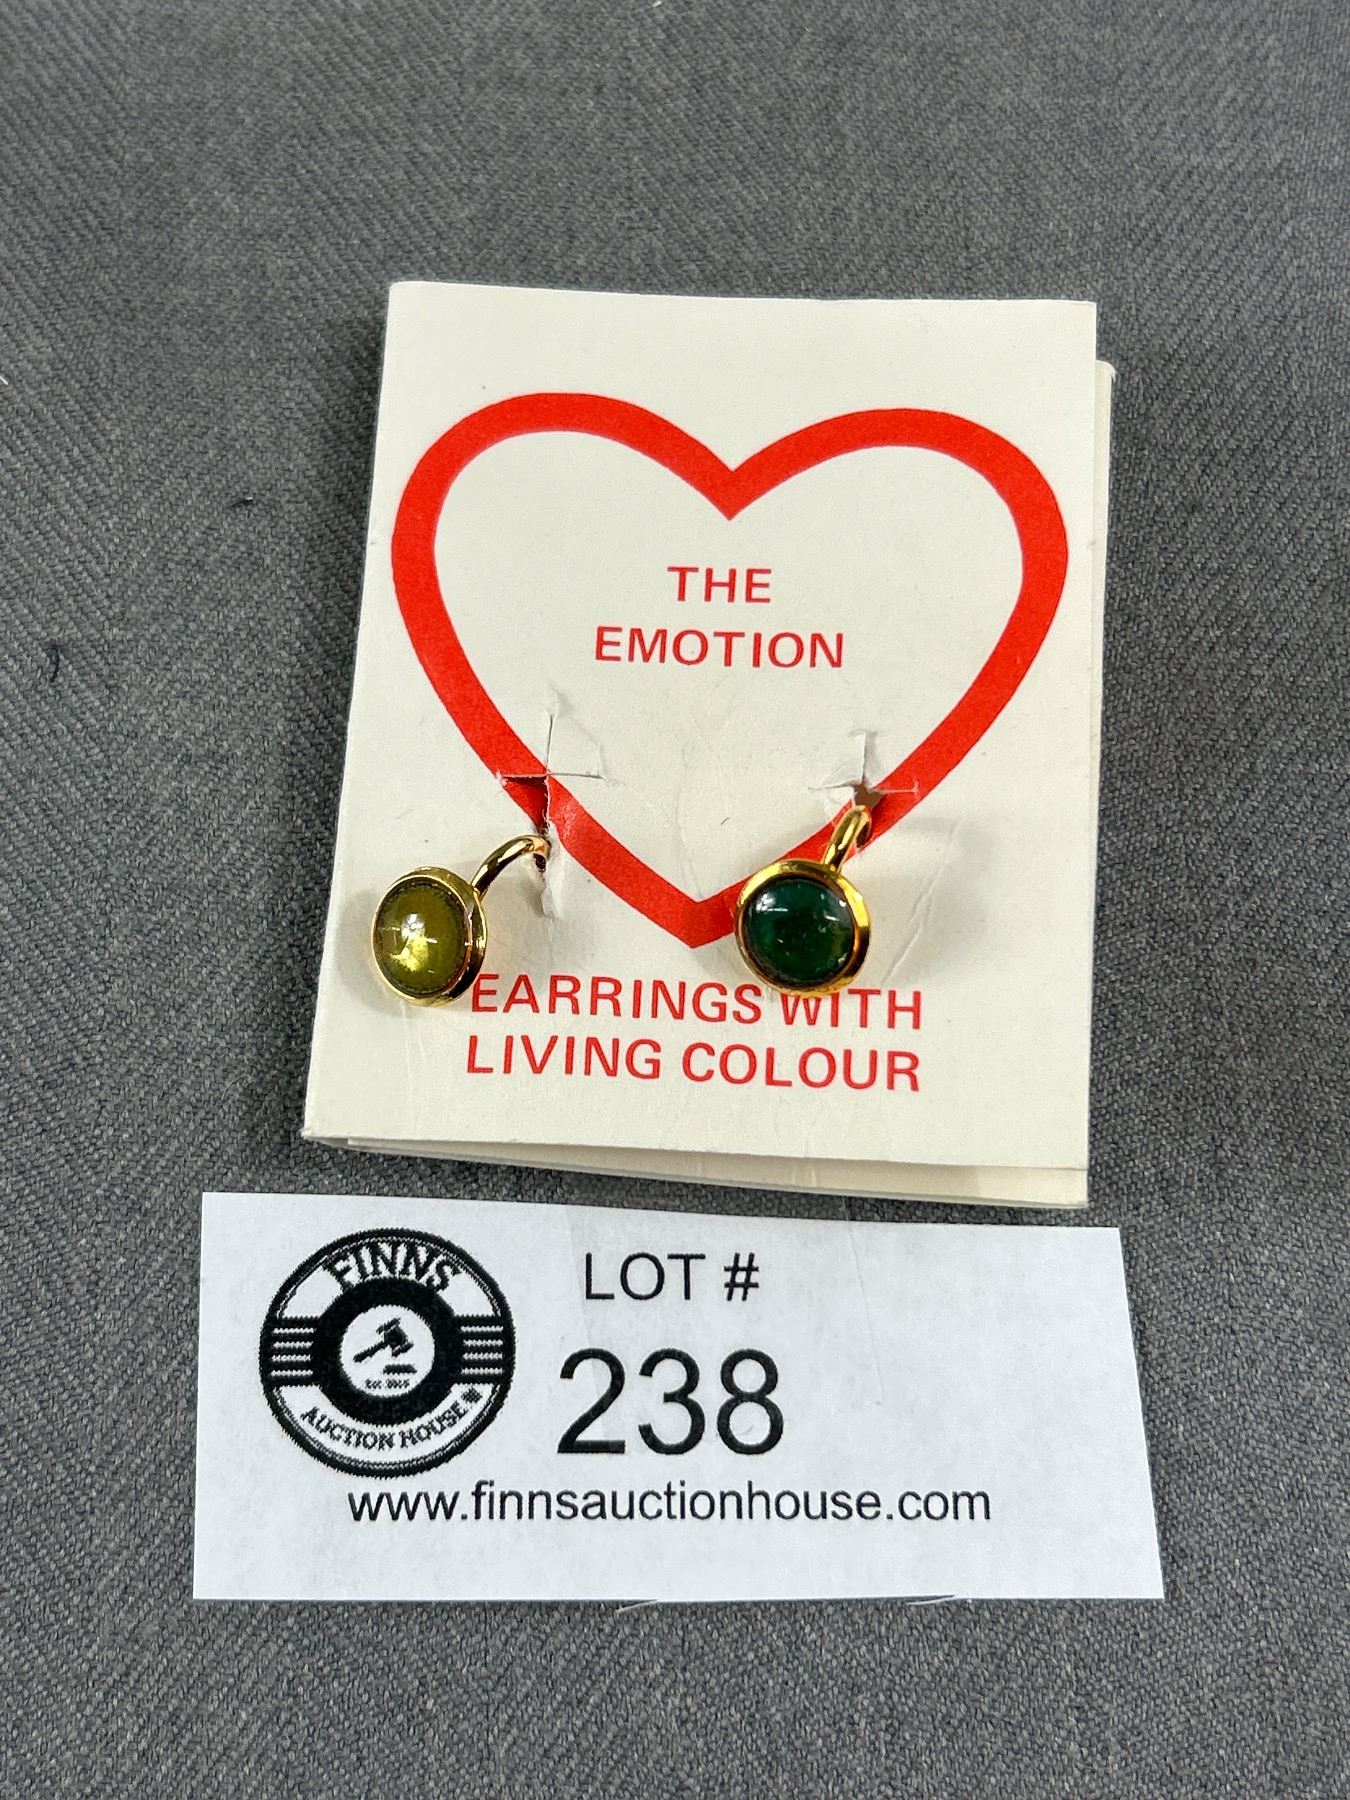 THE
EMOTION
EARRINGS WITH
LIVING COLOUR
FINNS
AUCTION HOUSE
LOT #
238
www.finnsauctionhouse.com